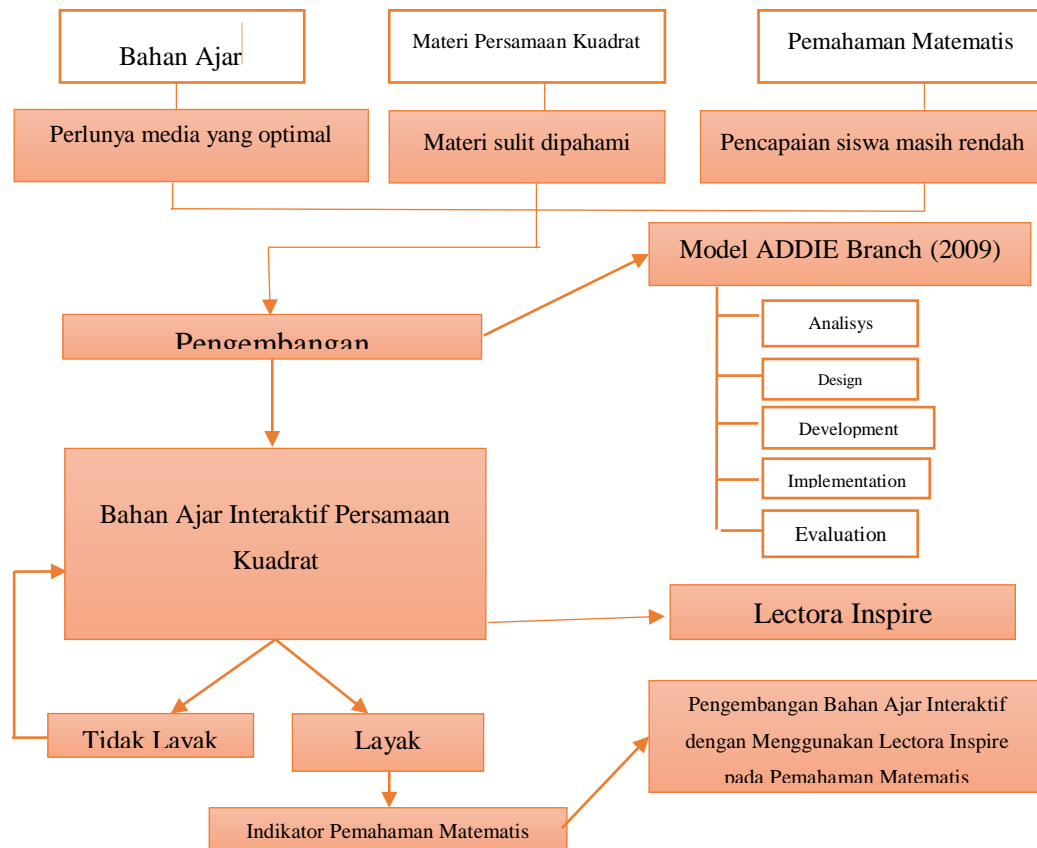 Bahan Ajar
Materi Persamaan Kuadrat
Pemahaman Matematis
Perlunya media yang optimal
Materi sulit dipahami
Pencapaian siswa masih rendah
Model ADDIE Branch (2009)
Analisys
Design
Development
Implementation
Evaluation
Pengembangan
Bahan Ajar Interaktif Persamaan
Kuadrat
Lectora Inspire
Tidak Layak
Layak
Pengembangan Bahan Ajar Interaktif
dengan Menggunakan Lectora Inspire
pada Pemahaman Matematis
Indikator Pemahaman Matematis